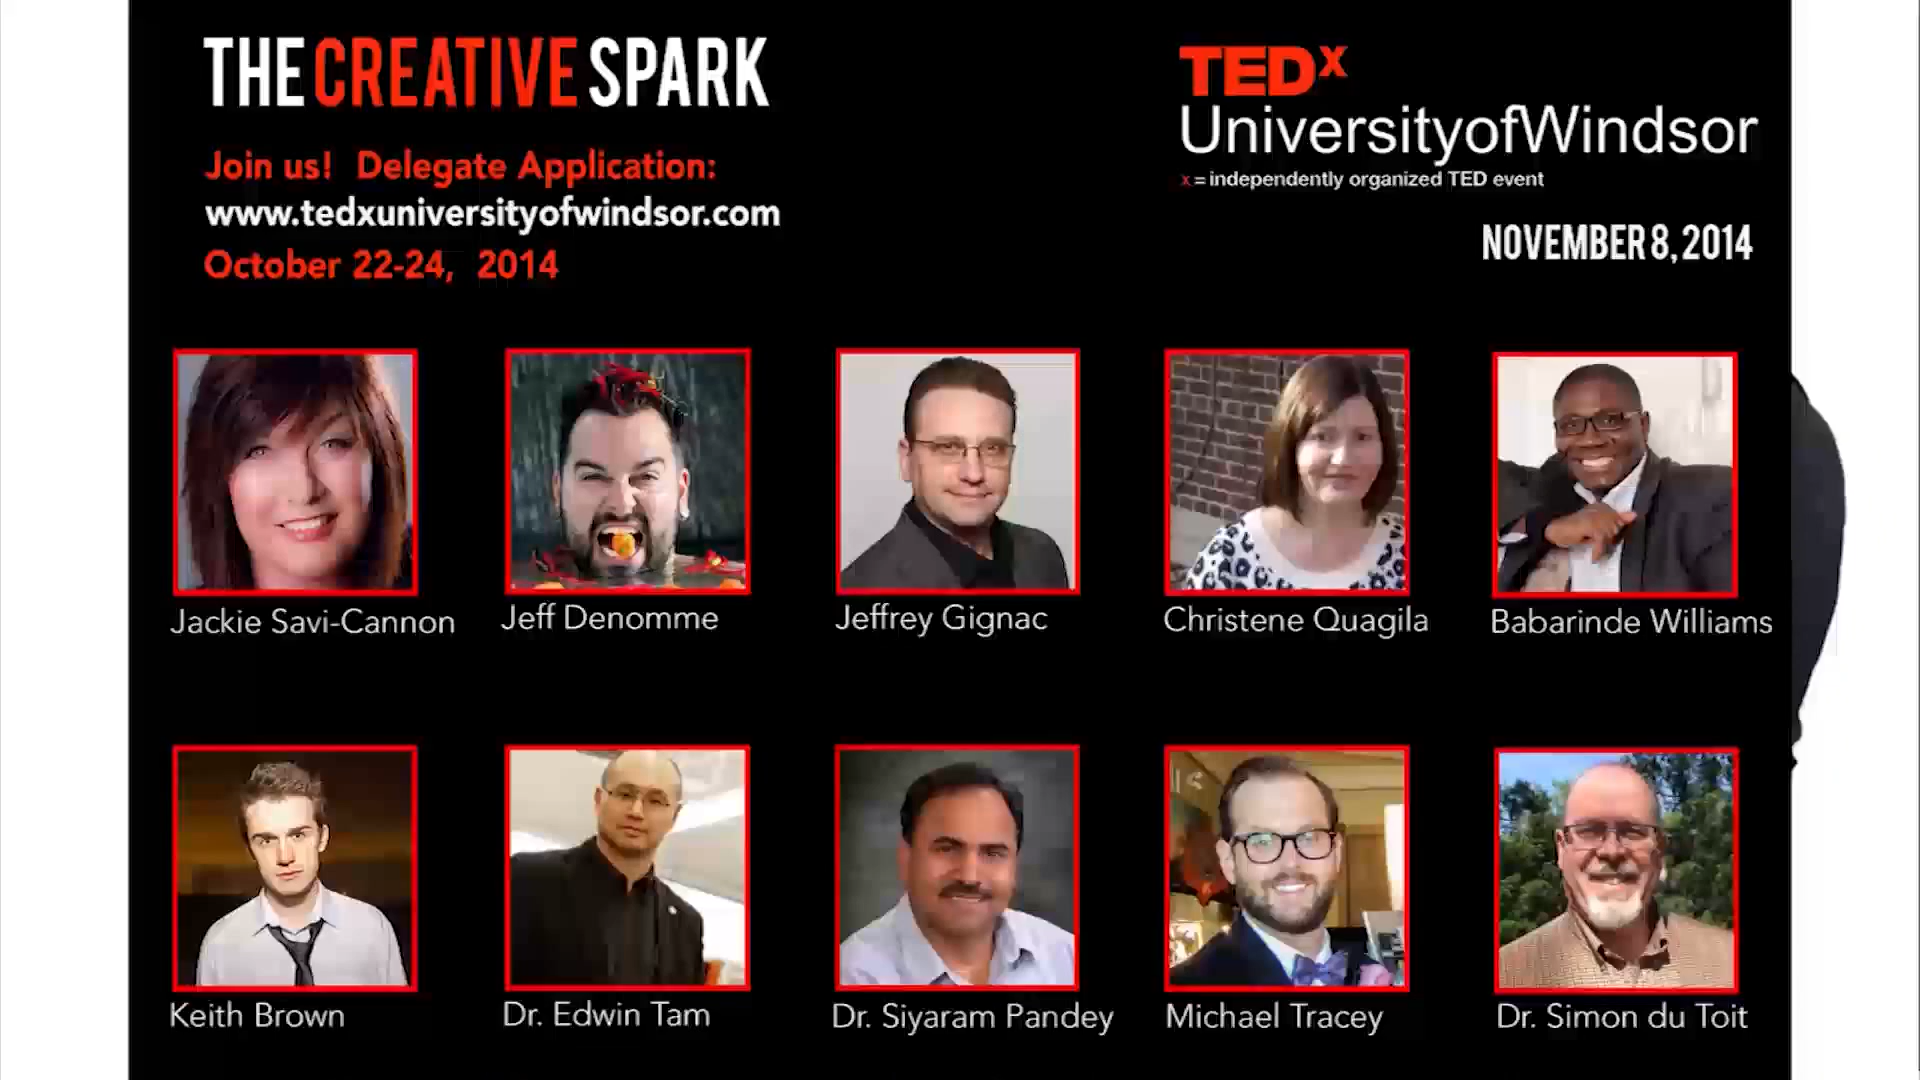 THE CREATIVE SPARK
Join us! Delegate Application:
www.tedxuniversityofwindsor.com
October 22-24, 2014
TEDx
UniversityofWindsor
x = independently organized TED event
NOVEMBER 8, 2014
Jackie Savi-Cannon
Jeff Denomme
Jeffrey Gignac
Christene Quagila
Babarinde Williams
Keith Brown
Dr. Edwin Tam
Dr. Siyaram Pandey
Michael Tracey
Dr. Simon du Toit